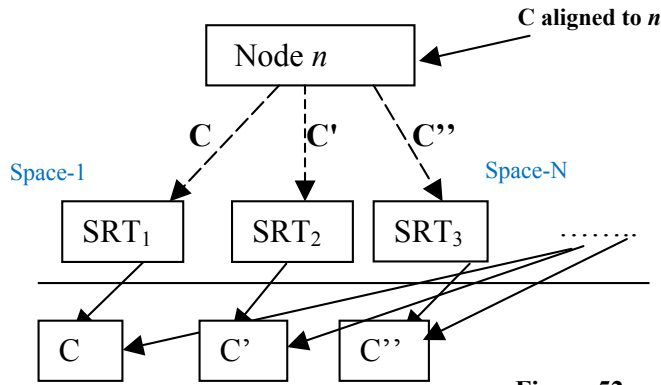 C aligned to n
Node n
C C' C’’
Space-1 Space-N
SRT1 SRT2 SRT3 ........
C C’ C’’